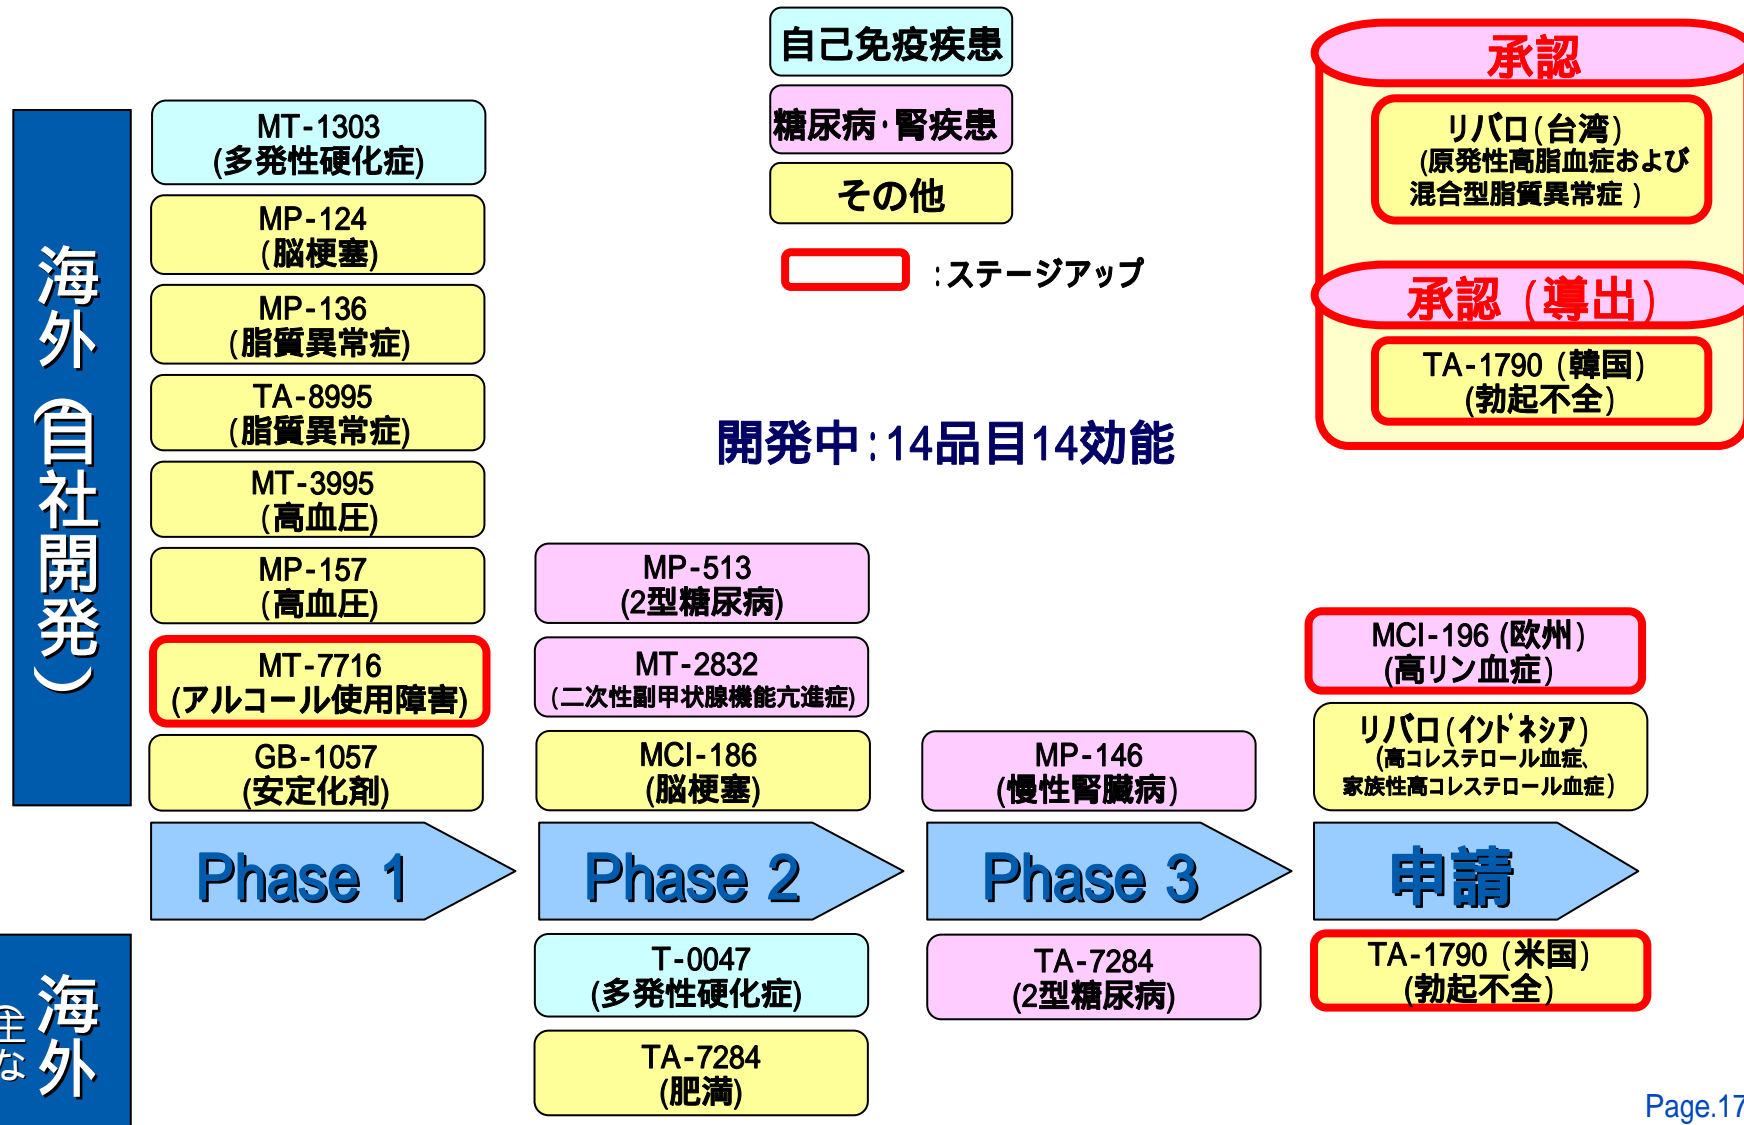 自己免疫疾患
糖尿病・腎疾患
その他
:ステージアップ
承認
リバロ(台湾)
(原発性高脂血症および
混合型脂質異常症)
承認(導出)
TA-1790(韓国)
(勃起不全)
海外(自社開発)
MT-1303
(多発性硬化症)
MP-124
(脳梗塞)
MP-136
(脂質異常症)
TA-8995
(脂質異常症)
MT-3995
(高血圧)
MP-157
(高血圧)
MT-7716
(アルコール使用障害)
GB-1057
(安定化剤)
開発中:14品目14効能
MP-513
(2型糖尿病)
MT-2832
(二次性副甲状腺機能亢進症)
MCI-186
(脳梗塞)
MP-146
(慢性腎臓病)
MCI-196(欧州)
(高リン血症)
リバロ(インドネシア)
(高コレステロール血症、
家族性高コレステロール血症)
Phase 1
Phase 2
Phase 3
申請
海外
(主な
T-0047
(多発性硬化症)
TA-7284
(肥満)
TA-7284
(2型糖尿病)
TA-1790(米国)
(勃起不全)
Page.17